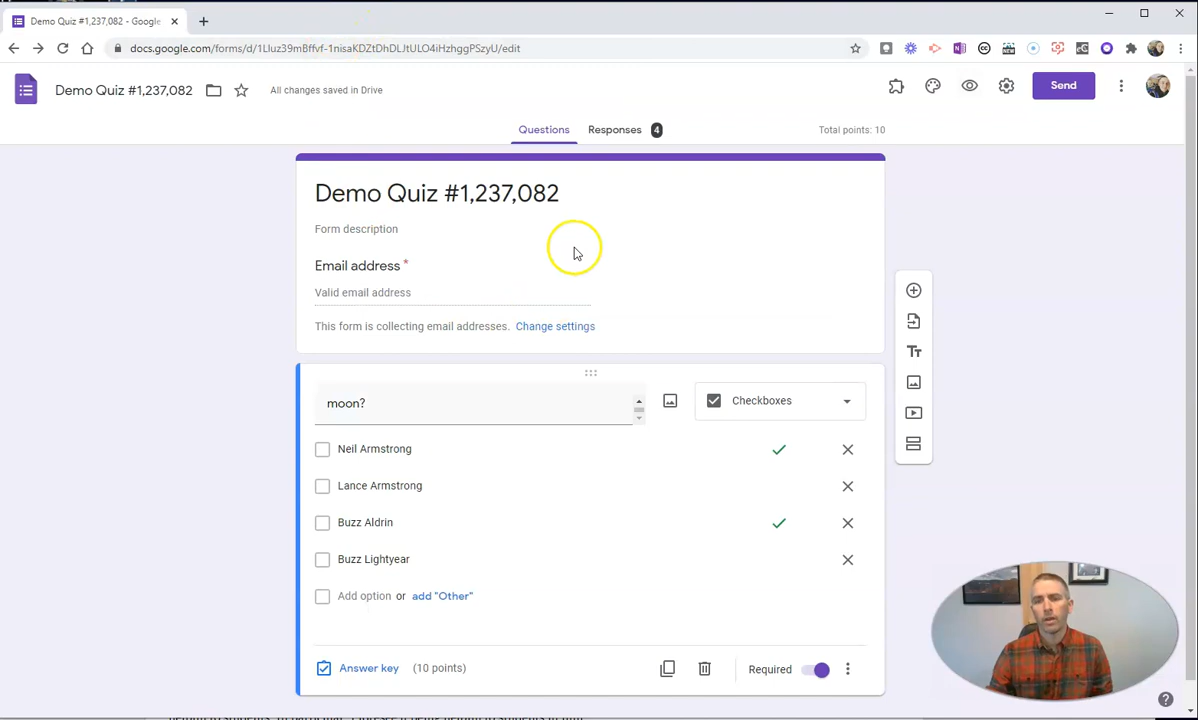 Demo Quiz #1,237,082 - Google
docs.google.com/forms/d/1LIuz39mBffvf-1nisaKDZtDhDLJtULO4iHzhggPSzyU/edit
Demo Quiz #1,237,082
All changes saved in Drive
Send
Questions
Responses 4
Total points: 10
Demo Quiz #1,237,082
Form description
Email address *
Valid email address
This form is collecting email addresses. Change settings
moon?
Checkboxes
Neil Armstrong
Lance Armstrong
Buzz Aldrin
Buzz Lightyear
Add option or add "Other"
Answer key (10 points)
Required